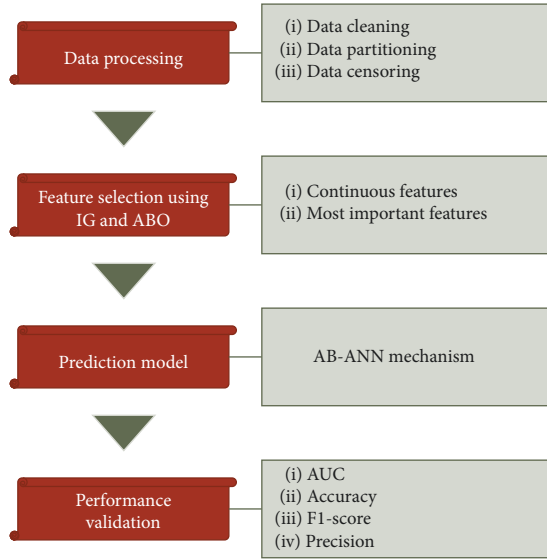 Data processing
(i) Data cleaning
(ii) Data partitioning
(iii) Data censoring
Feature selection using
IG and ABO
(i) Continuous features
(ii) Most important features
Prediction model
AB-ANN mechanism
Performance
validation
(i) AUC
(ii) Accuracy
(iii) F1-score
(iv) Precision